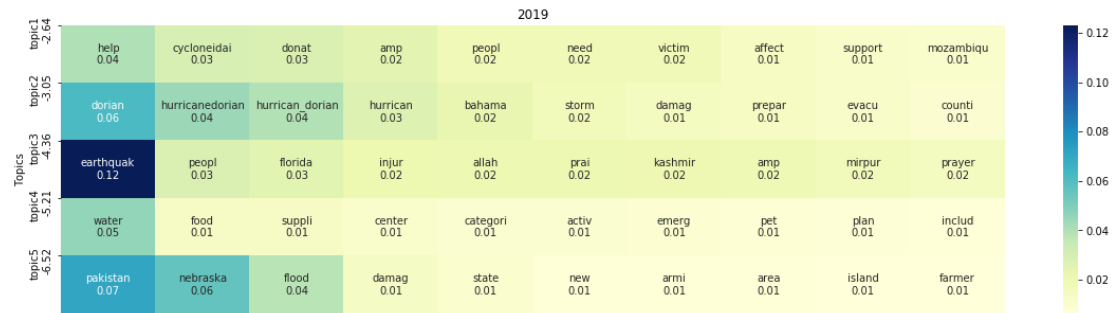 2019
topic1
-2.64
help cycloneidai donat amp peopl need victim affect support mozambiqu
0.04 0.03 0.03 0.02 0.02 0.02 0.02 0.01 0.01 0.01
topic2
-3.05
dorian hurricanedorian hurrican_dorian hurrican bahama storm damag prepar evacu counti
0.06 0.04 0.04 0.03 0.02 0.02 0.01 0.01 0.01 0.01
topic3
-4.36
earthquak peopl florida injur allah prai kashmir amp mirpur prayer
0.12 0.03 0.03 0.02 0.02 0.02 0.02 0.02 0.02 0.02
topic4
-5.21
water food suppli center categori activ emerg pet plan includ
0.05 0.01 0.01 0.01 0.01 0.01 0.01 0.01 0.01 0.01
topic5
-6.52
pakistan nebraska flood damag state new armi area island farmer
0.07 0.06 0.04 0.01 0.01 0.01 0.01 0.01 0.01 0.01
Topics
0.12
0.10
0.08
0.06
0.04
0.02